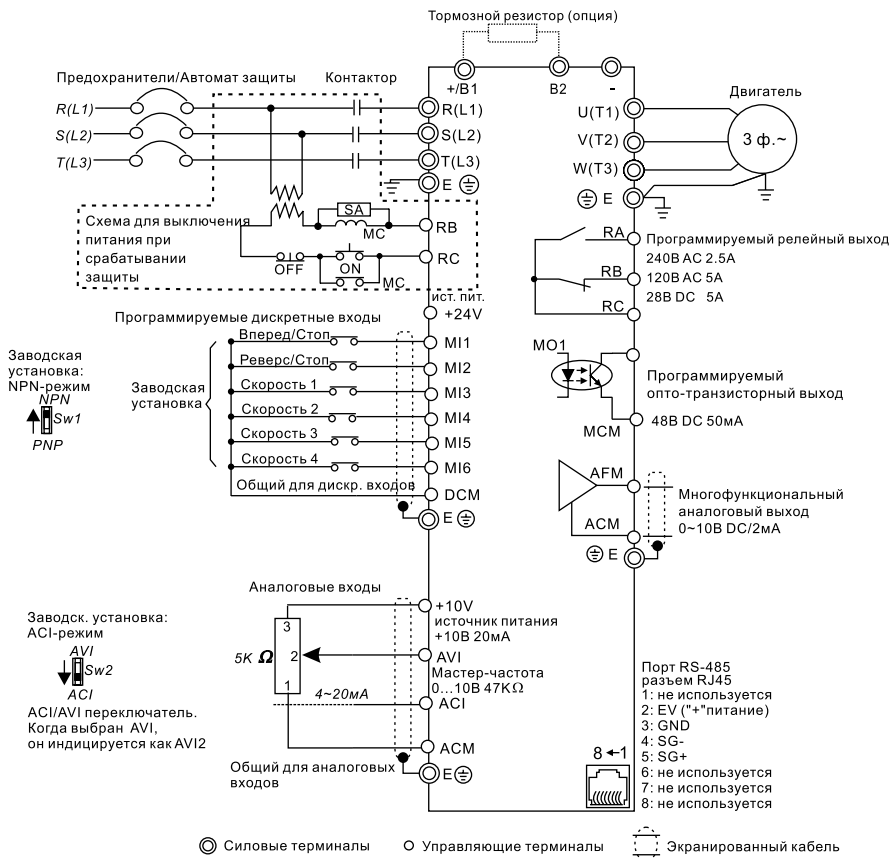 Тормозной резистор (опция)
+/B1
B2
-
Предохранители/Автомат защиты
Контактор
Двигатель
R(L1)
R(L1)
U(T1)
S(L2)
S(L2)
V(T2)
3 ф.~
T(L3)
T(L3)
W(T3)
E
E
Схема для выключения
питания при
срабатывании
защиты
SA
MC
RB
OFF
ON
MC
RC
RA
RB
RC
Программируемый релейный выход
240В AC 2.5A
120В AC 5A
28В DC 5A
ист. пит.
+24V
Программируемые дискретные входы
Заводская
установка:
NPN-режим
NPN
Sw1
PNP
Заводская
установка
Вперед/Стоп
MI1
Реверс/Стоп
MI2
Скорость 1
MI3
Скорость 2
MI4
Скорость 3
MI5
Скорость 4
MI6
Общий для дискр. входов
DCM
E
MO1
MCM
Программируемый
опто-транзисторный выход
48В DC 50мА
AFM
ACM
E
Многофункциональный
аналоговый выход
0~10В DC/2мА
Аналоговые входы
Заводск. установка:
ACI-режим
AVI
Sw2
ACI
ACI/AVI переключатель.
Когда выбран AVI,
он индицируется как AVI2
3
2
1
5K Ω
4~20мА
+10V
источник питания
+10В 20мА
AVI
Мастер-частота
0...10В 47KΩ
ACI
ACM
Общий для аналоговых
входов
E
8 ←1
Порт RS-485
разъем RJ45
1: не используется
2: EV ("+"питание)
3: GND
4: SG-
5: SG+
6: не используется
7: не используется
8: не используется
Силовые терминалы
Управляющие терминалы
Экранированный кабель